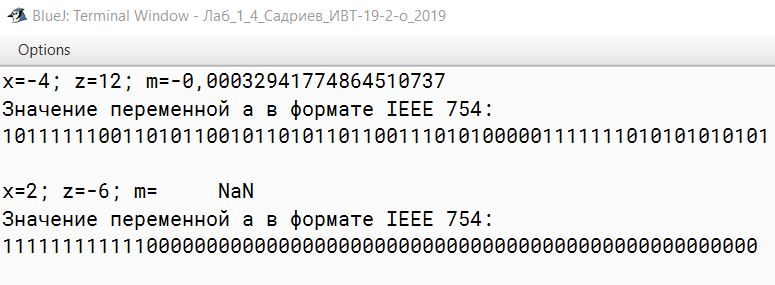 BlueJ: Terminal Window - Лаб_1_4_Садриев_ИВТ-19-2-о_2019
Options
x=-4; z=12; m=-0,00032941774864510737
Значение переменной a в формате IEEE 754:
1011111100110101100101101011011001110101000001111111010101010101

x=2; z=-6; m=     NaN
Значение переменной a в формате IEEE 754:
111111111111000000000000000000000000000000000000000000000000000